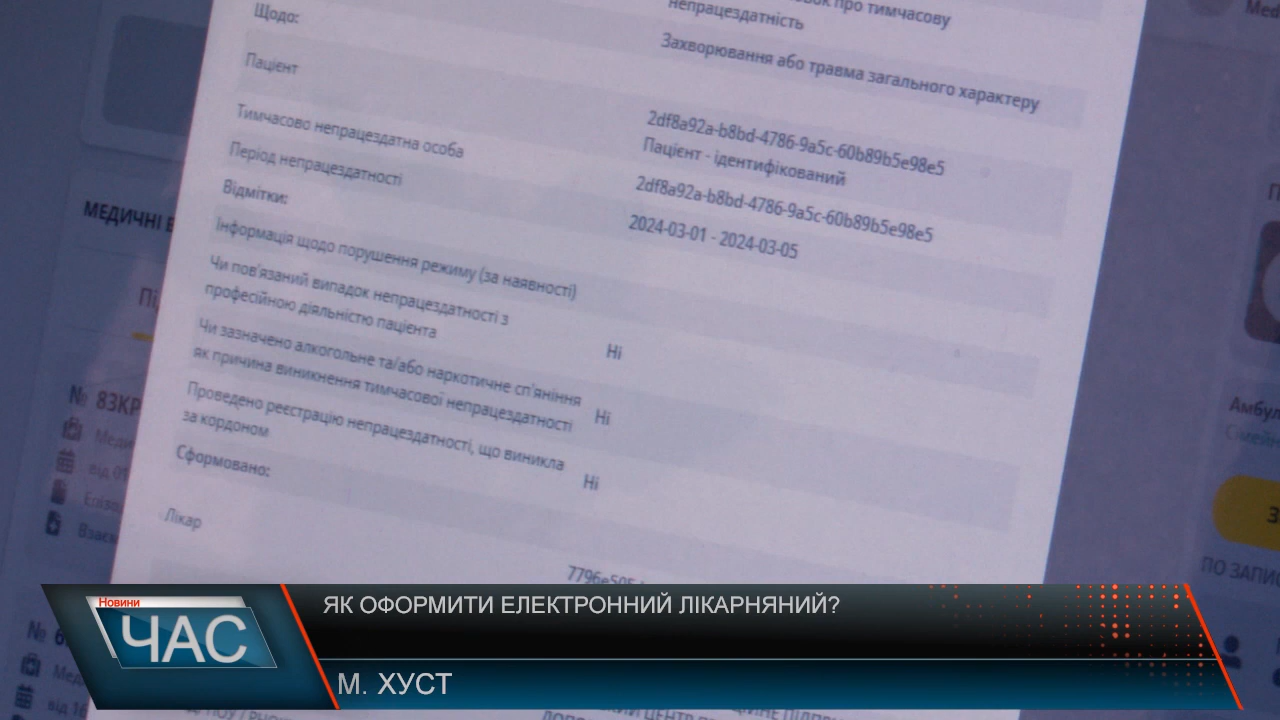 про тимчасову
непрацездатність
Щодо:
Захворювання або травма загального характеру
Пацієнт
2df8a92a-b8bd-4786-9a5c-60b89b5e98e5
Пацієнт - ідентифікований
Тимчасово непрацездатна особа
2df8a92a-b8bd-4786-9a5c-60b89b5e98e5
Період непрацездатності
2024-03-01 - 2024-03-05
Відмітки:
Інформація щодо порушення режиму (за наявності)
Чи пов'язаний випадок непрацездатності з
професійною діяльністю пацієнта
Ні
Чи зазначено алкогольне та/або наркотичне сп'яніння
як причина виникнення тимчасової непрацездатності
Ні
Проведено реєстрацію непрацездатності, що виникла
за кордоном
Ні
Сформовано:
Лікар
МЕДИЧНІ
№ 83КР
від
ПО ЗАПИ
Новини
ЧАС
ЯК ОФОРМИТИ ЕЛЕКТРОННИЙ ЛІКАРНЯНИЙ?
М. ХУСТ